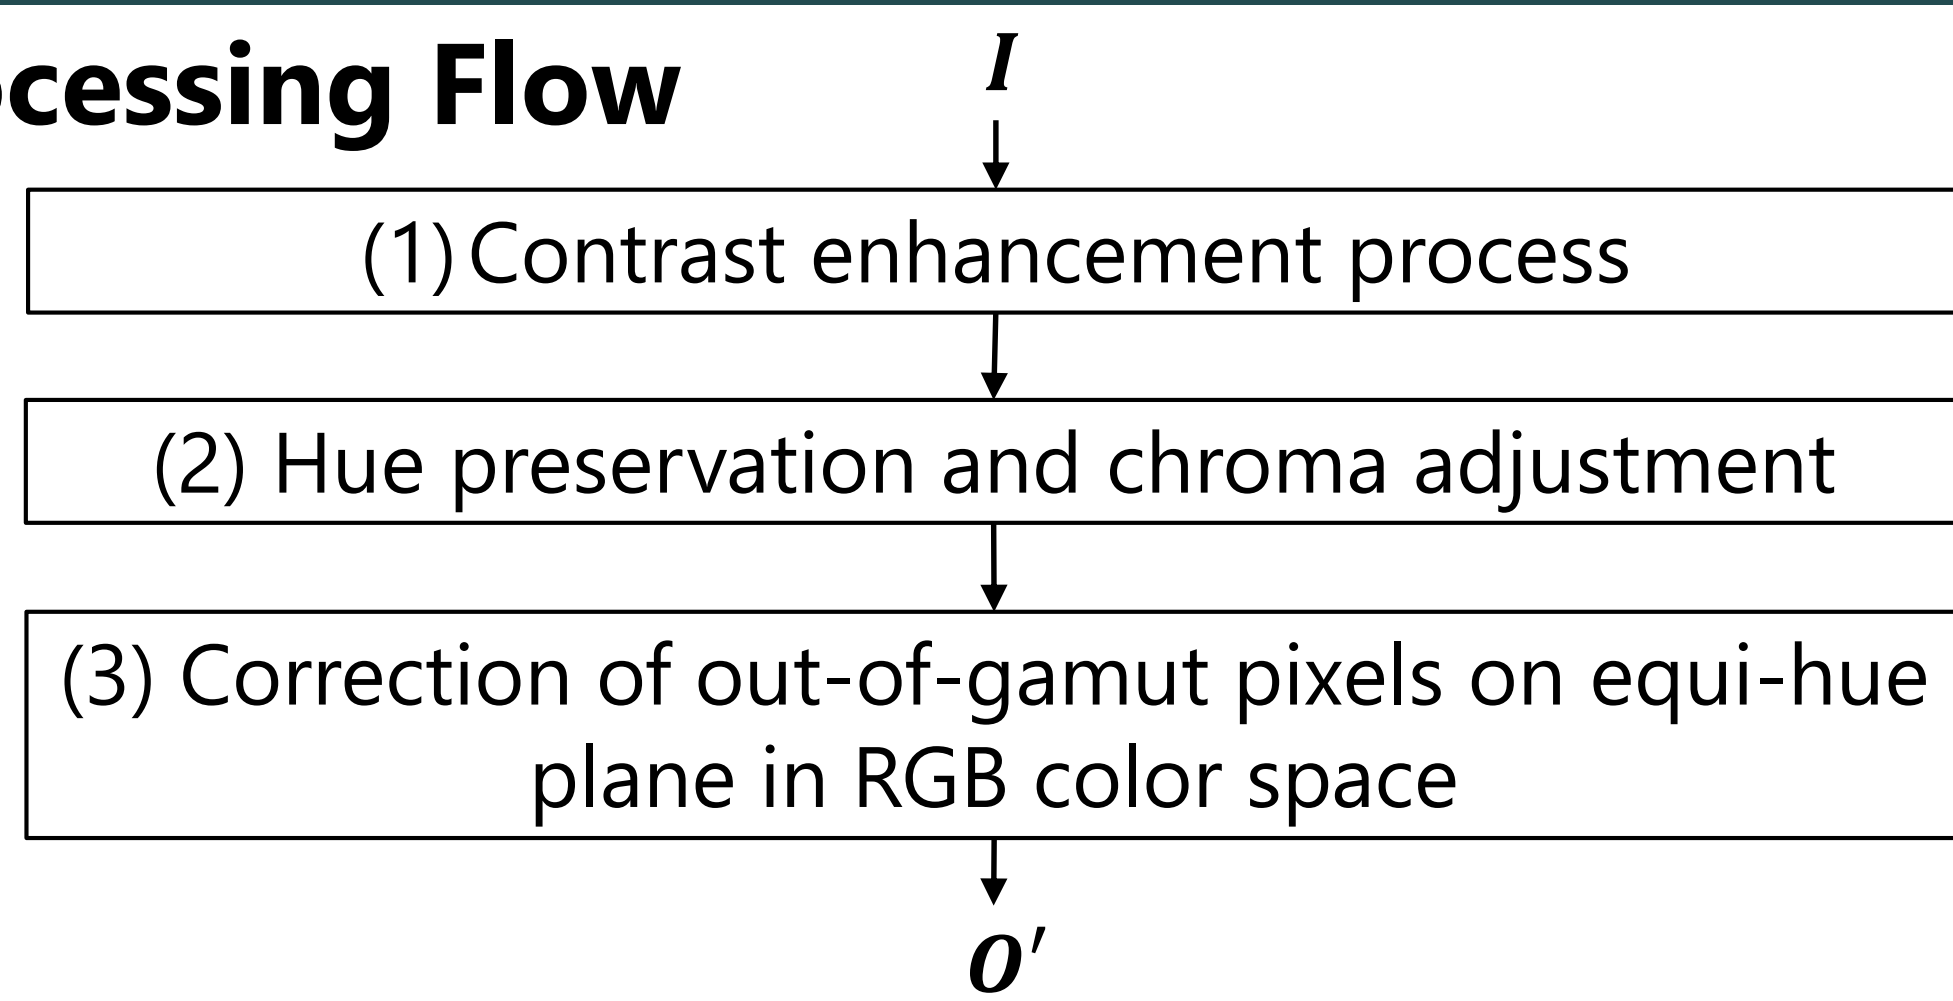 cessing Flow
I
(1) Contrast enhancement process
(2) Hue preservation and chroma adjustment
(3) Correction of out-of-gamut pixels on equi-hue
plane in RGB color space
O′